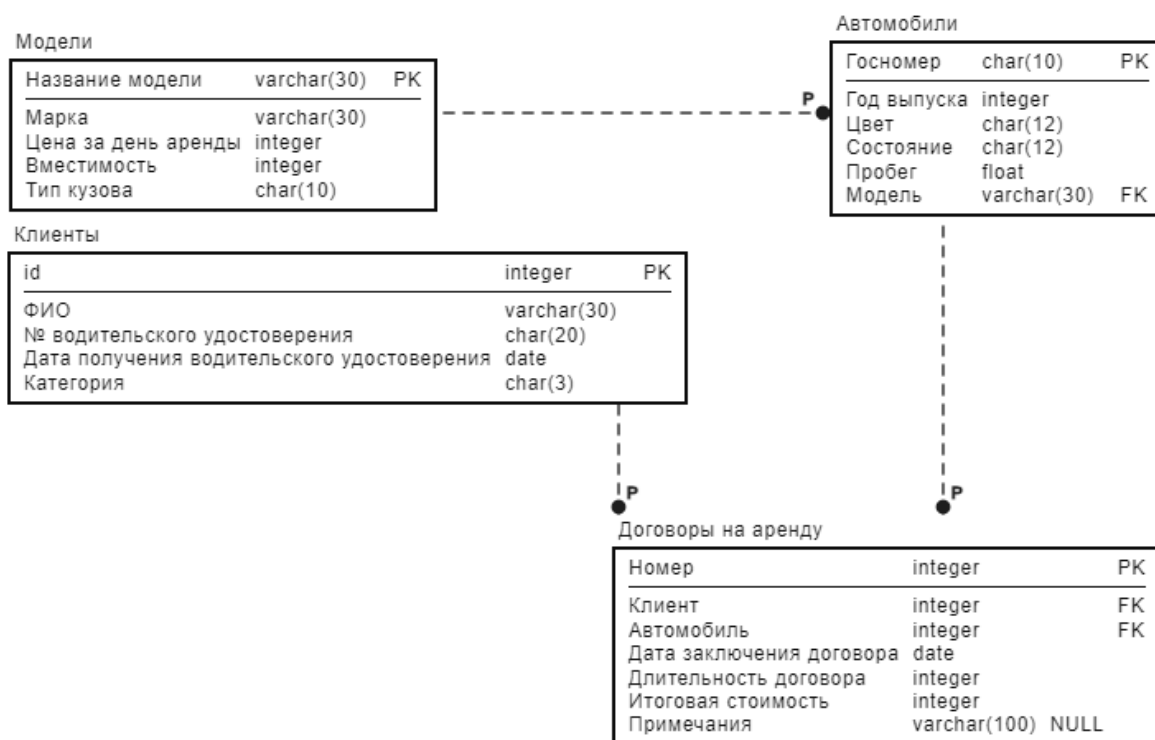 Модели
Название модели varchar(30) PK
Марка varchar(30)
Цена за день аренды integer
Вместимость integer
Тип кузова char(10)
Автомобили
Госномер char(10) PK
P
Год выпуска integer
Цвет char(12)
Состояние char(12)
Пробег float
Модель varchar(30) FK
Клиенты
id integer PK
ФИО varchar(30)
№ водительского удостоверения char(20)
Дата получения водительского удостоверения date
Категория char(3)
P
P
Договоры на аренду
Номер integer PK
Клиент integer FK
Автомобиль integer FK
Дата заключения договора date
Длительность договора integer
Итоговая стоимость integer
Примечания varchar(100) NULL